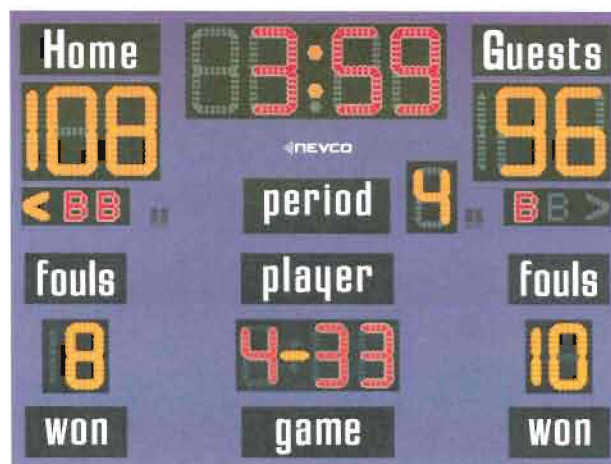 Home 3:59 Guests
108 96
NEVCO
< B B period 4 B B >
fouls player fouls
8 4-33 10
won game won